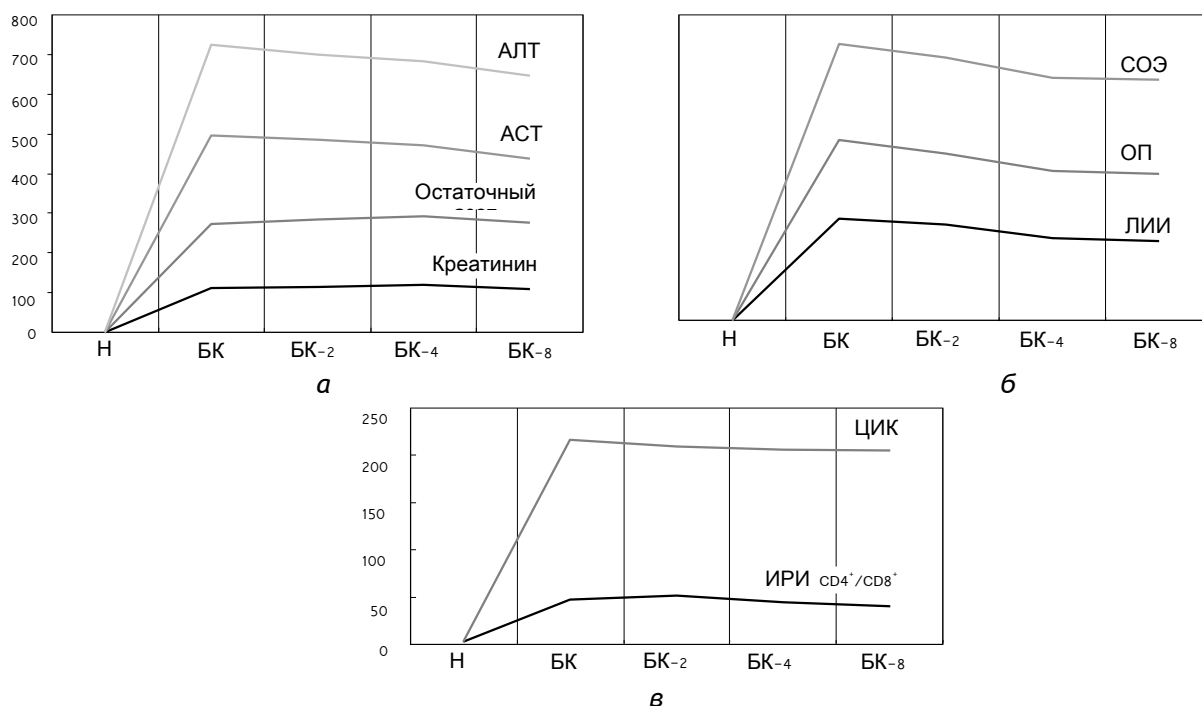 800
700
600
500
400
300
200
100
0
АЛТ
АСТ
Остаточный
Креатинин
Н БК БК-2 БК-4 БК-8
а
СОЭ
ОП
ЛИИ
Н БК БК-2 БК-4 БК-8
б
250
200
150
100
50
0
ЦИК
ИРИ CD4⁺/CD8⁺
Н БК БК-2 БК-4 БК-8
в